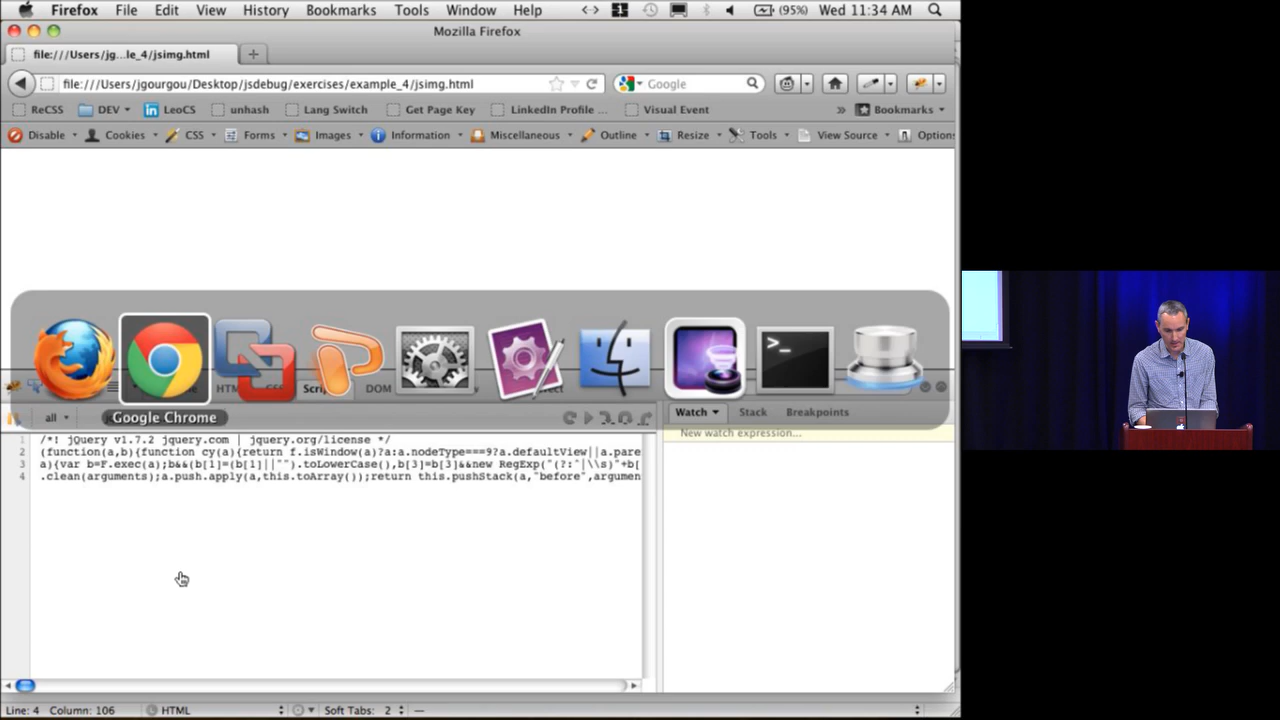 Firefox File Edit View History Bookmarks Tools Window Help (95%) Wed 11:34 AM
Mozilla Firefox
file:///Users/jg...le_4/jsimg.html
file:///Users/jgourgou/Desktop/jsdebug/exercises/example_4/jsimg.html Google
ReCSS DEV LeoCS unhash Lang Switch Get Page Key LinkedIn Profile ... Visual Event » Bookmarks
Disable Cookies CSS Forms Images Information Miscellaneous Outline Resize Tools View Source Options
DOM
all Google Chrome Watch Stack Breakpoints
New watch expression...
1 /*! jQuery v1.7.2 jquery.com | jquery.org/license */
2 (function(a,b){function cy(a){return f.isWindow(a)?a:a.nodeType===9?a.defaultView||a.pare
3 a){var b=F.exec(a);b&&(b[1]=(b[1]||"").toLowerCase(),b[3]=b[3]&&new RegExp("(?:^|\\s)"+b[
4 .clean(arguments);a.push.apply(a,this.toArray());return this.pushStack(a,"before",argumen
Line: 4 Column: 106 HTML Soft Tabs: 2 —